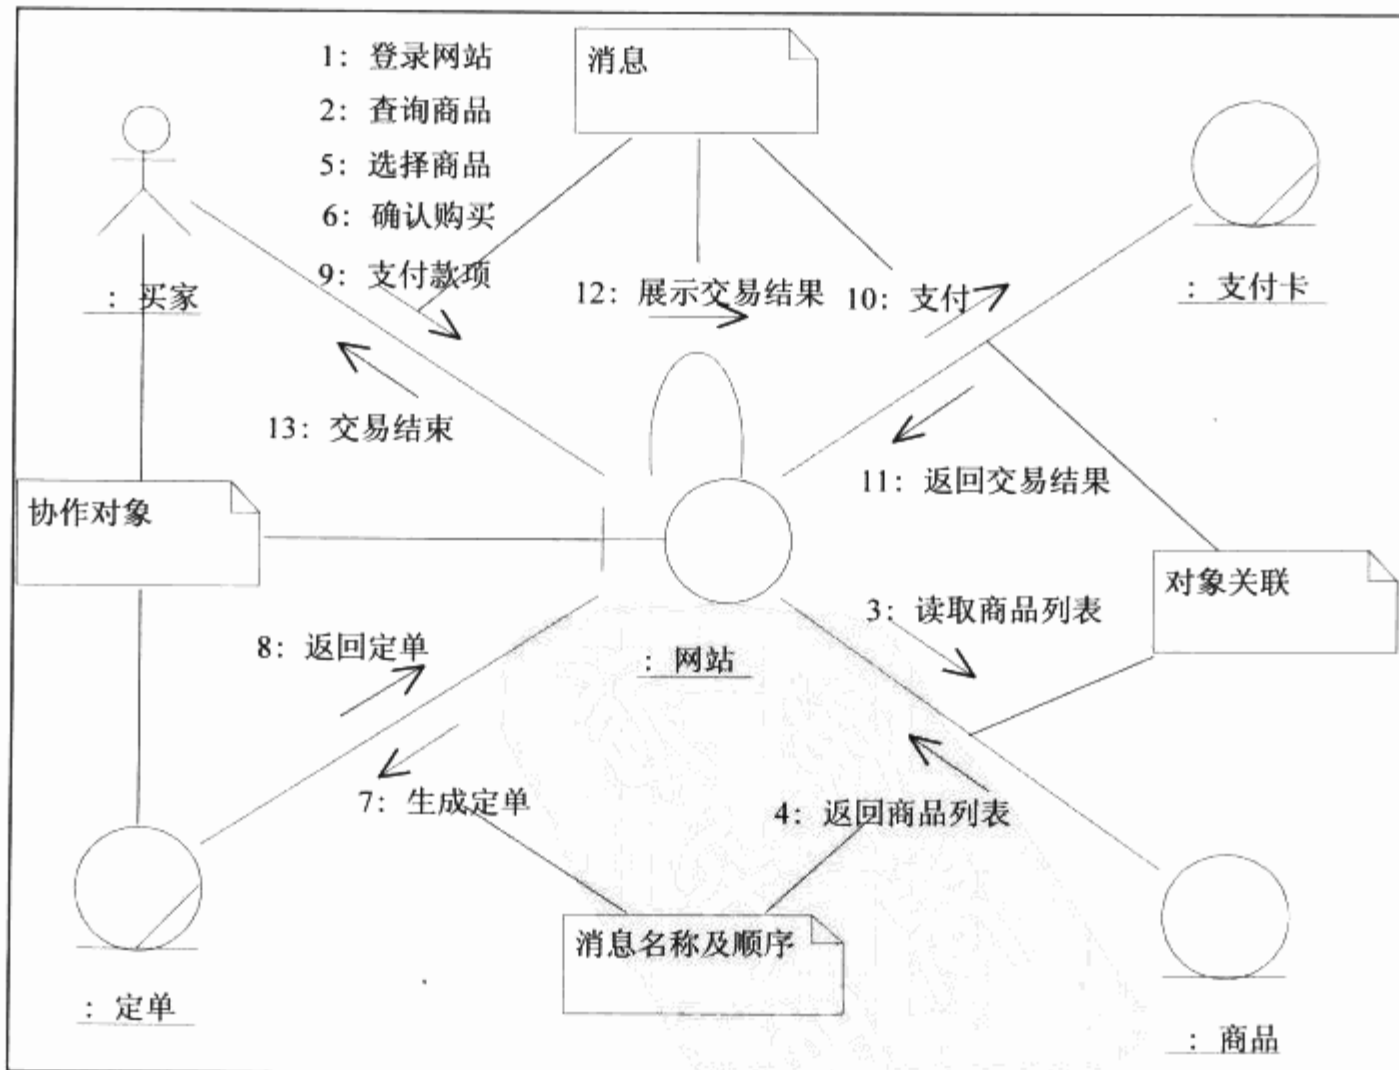 1：登录网站
消息
2：查询商品
5：选择商品
6：确认购买
9：支付款项
：买家
12：展示交易结果
10：支付
：支付卡
13：交易结束
11：返回交易结果
协作对象
对象关联
3：读取商品列表
8：返回定单
：网站
7：生成定单
4：返回商品列表
消息名称及顺序
：定单
：商品